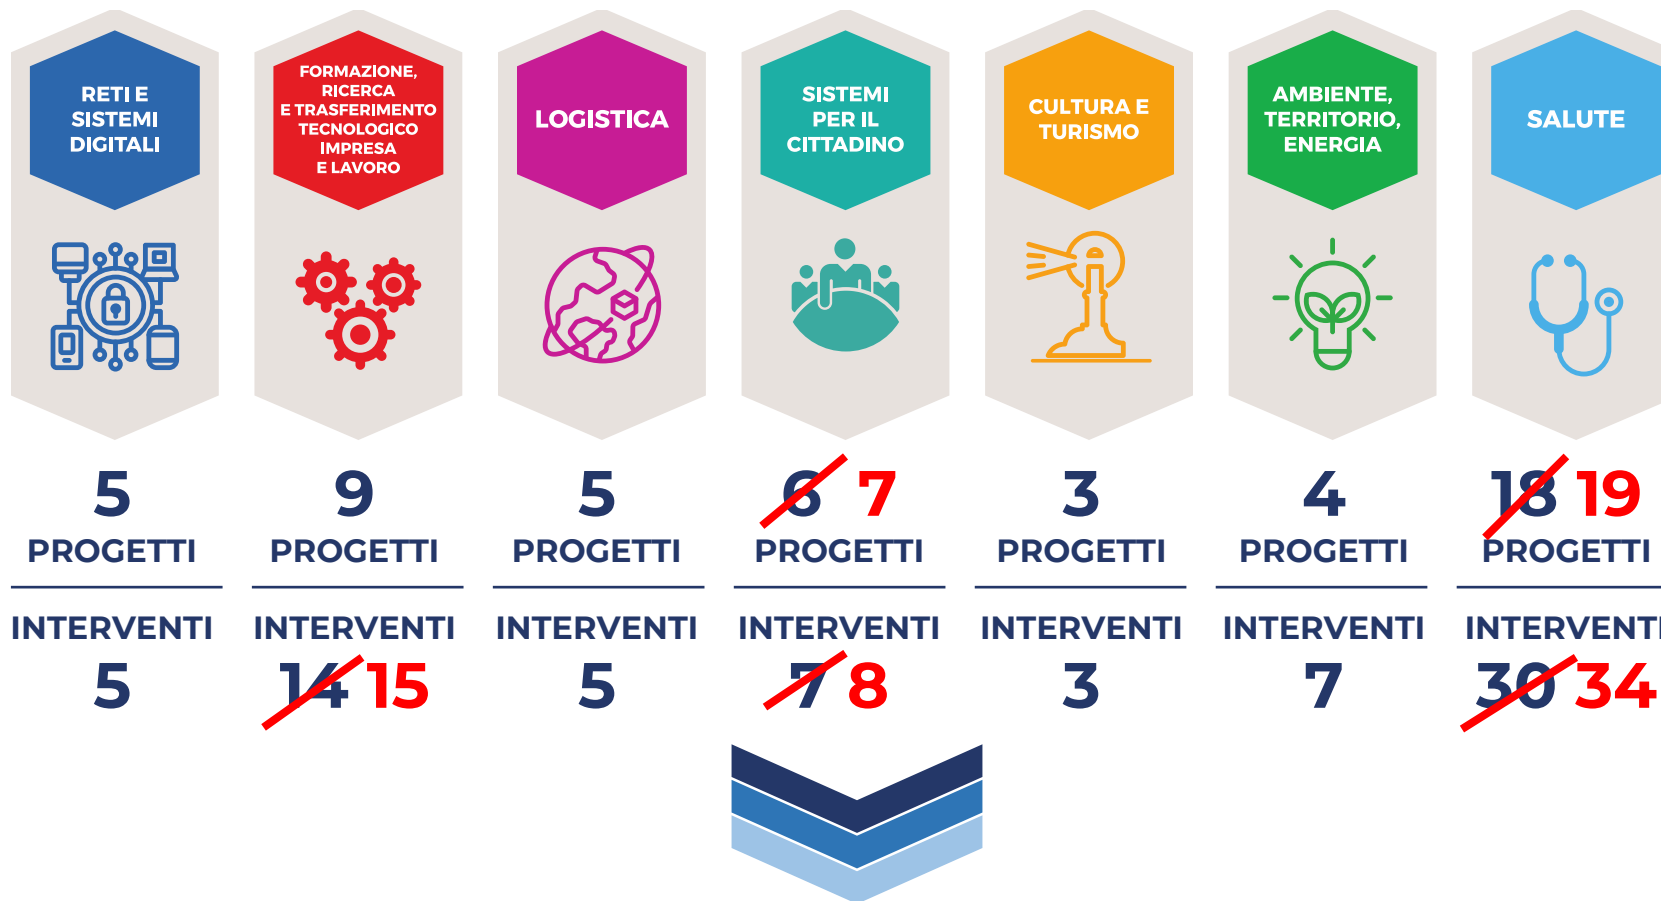 RETI E
SISTEMI
DIGITALI
FORMAZIONE,
RICERCA
E TRASFERIMENTO
TECNOLOGICO
IMPRESA
E LAVORO
LOGISTICA
SISTEMI
PER IL
CITTADINO
CULTURA E
TURISMO
AMBIENTE,
TERRITORIO,
ENERGIA
SALUTE
5
PROGETTI
INTERVENTI
5
9
PROGETTI
INTERVENTI
14 15
5
PROGETTI
INTERVENTI
5
6 7
PROGETTI
INTERVENTI
7 8
3
PROGETTI
INTERVENTI
3
4
PROGETTI
INTERVENTI
7
18 19
PROGETTI
INTERVENTI
30 34